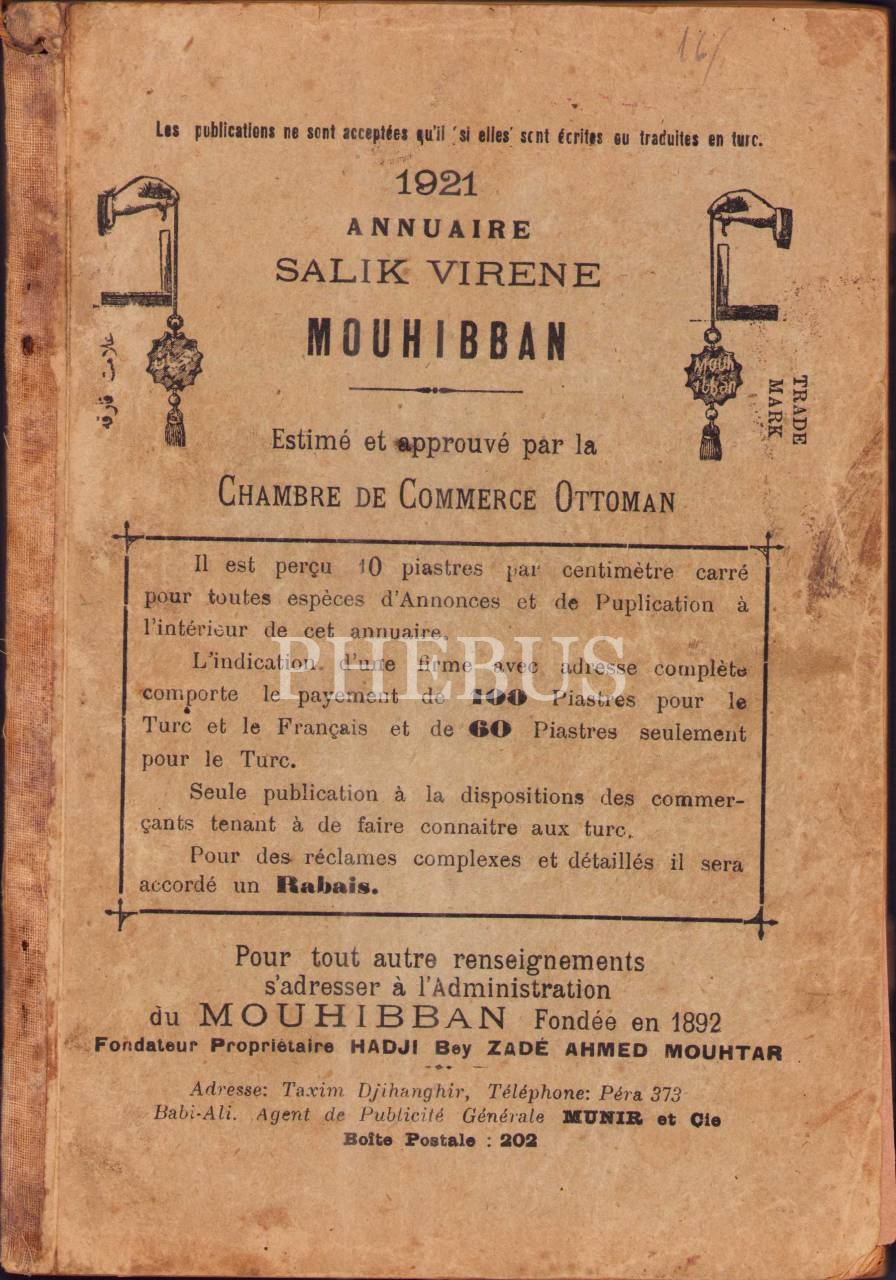 16/
Les publications ne sont acceptées qu'il 'si elles' sont écrites ou traduites en turc.
1921
ANNUAIRE
SALIK VIRENE
MOUHIBBAN
علامت فارقه
Mouh
ibban
TRADE
MARK
Estimé et approuvé par la
CHAMBRE DE COMMERCE OTTOMAN
Il est perçu 10 piastres par centimètre carré
pour toutes espèces d'Annonces et de Puplication à
l'intérieur de cet annuaire.
L'indication d'une firme avec adresse complète
comporte le payement de 100 Piastres pour le
Turc et le Français et de 60 Piastres seulement
pour le Turc.
Seule publication à la dispositions des commer-
çants tenant à de faire connaitre aux turc.
Pour des réclames complexes et détaillés il sera
accordé un Rabais.
PHEBUS
Pour tout autre renseignements
s'adresser à l'Administration
du MOUHIBBAN Fondée en 1892
Fondateur Propriétaire HADJI Bey ZADÉ AHMED MOUHTAR
Adresse: Taxim Djihanghir, Téléphone: Péra 373
Babi-Ali. Agent de Publicité Générale MUNIR et Cie
Boîte Postale : 202